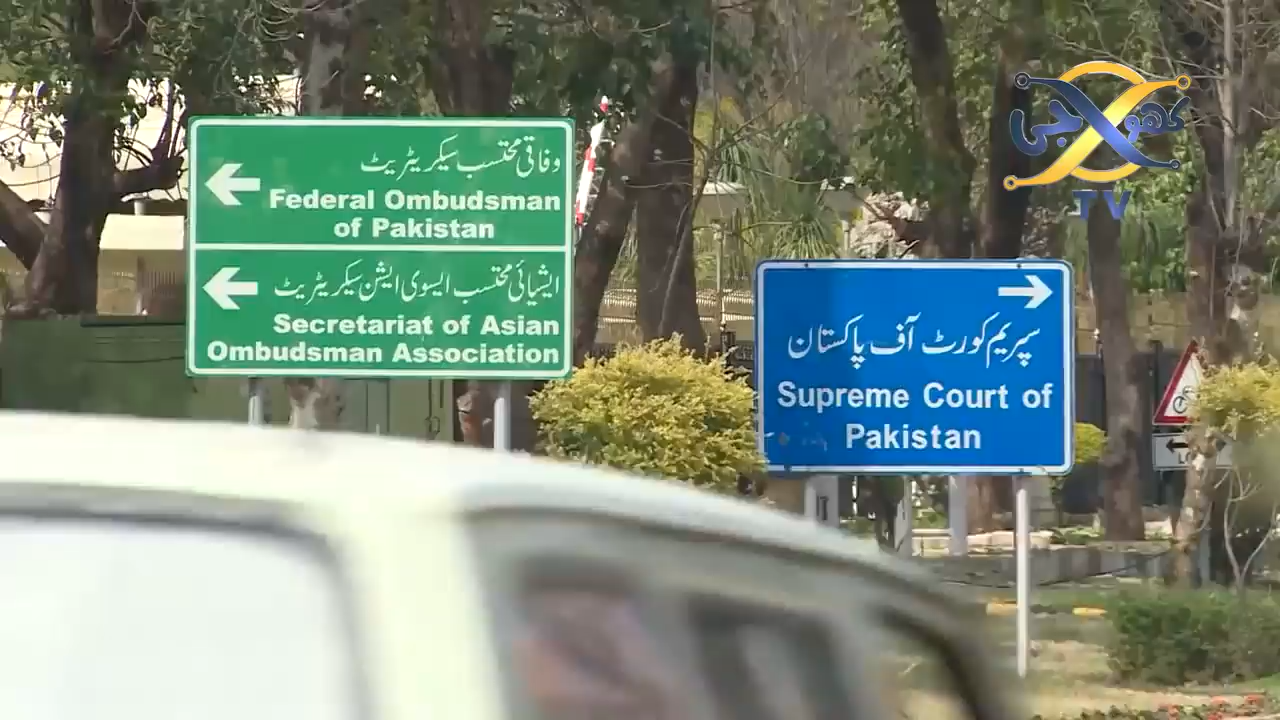 وفاقی محتسب سیکریٹریٹ
Federal Ombudsman
of Pakistan
ایشیائی محتسب ایسوی ایشن سیکریٹریٹ
Secretariat of Asian
Ombudsman Association
سپریم کورٹ آف پاکستان
Supreme Court of
Pakistan
کھوجی
TV